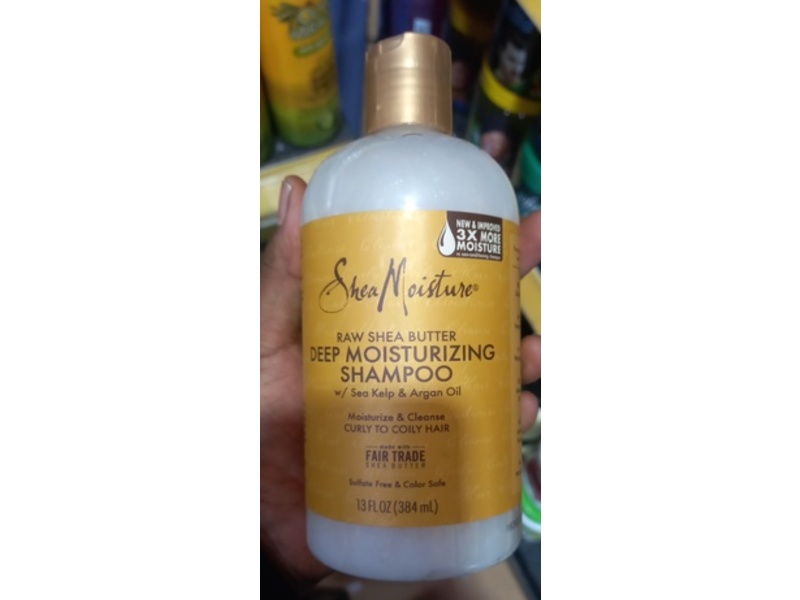 NEW & IMPROVED
3X MORE
MOISTURE
SheaMoisture®
RAW SHEA BUTTER
DEEP MOISTURIZING
SHAMPOO
w/ Sea Kelp & Argan Oil
Moisturize & Cleanse
CURLY TO COILY HAIR
MADE WITH
FAIR TRADE
SHEA BUTTER
Sulfate Free & Color Safe
13 FL OZ (384 mL)